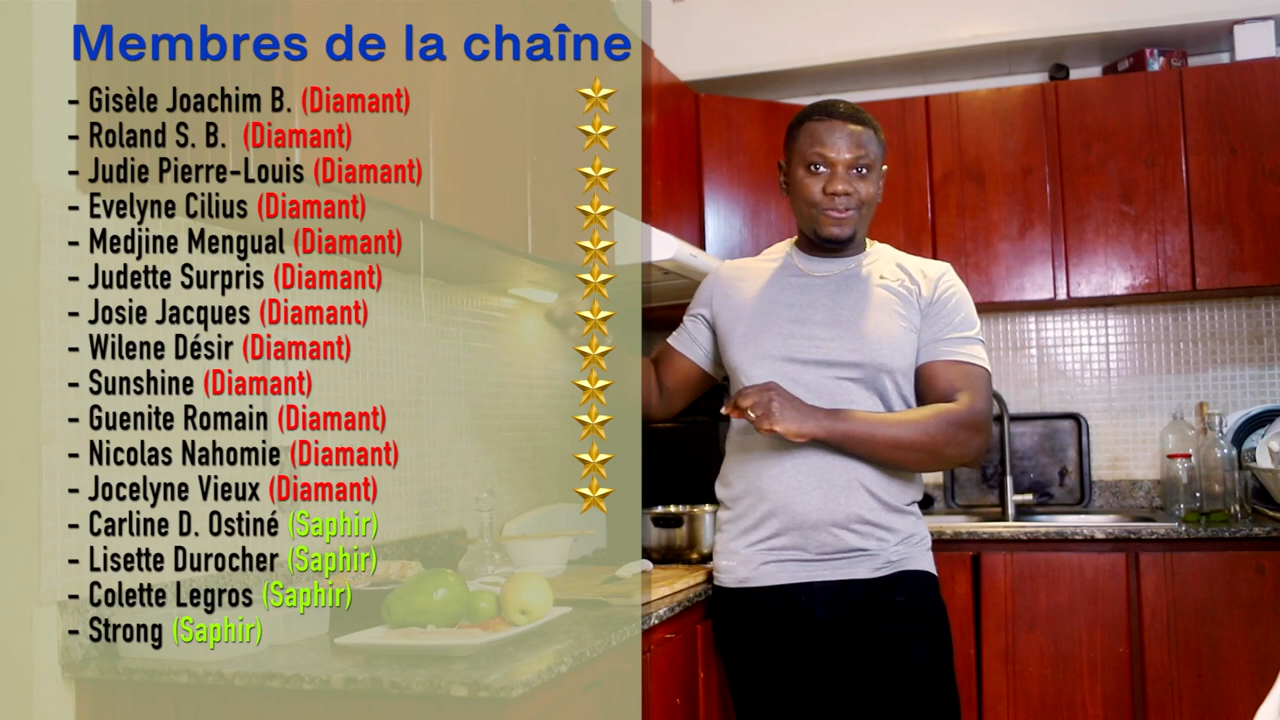 Membres de la chaîne
- Gisèle Joachim B. (Diamant)
- Roland S. B. (Diamant)
- Judie Pierre-Louis (Diamant)
- Evelyne Cilius (Diamant)
- Medjine Mengual (Diamant)
- Judette Surpris (Diamant)
- Josie Jacques (Diamant)
- Wilene Désir (Diamant)
- Sunshine (Diamant)
- Guenite Romain (Diamant)
- Nicolas Nahomie (Diamant)
- Jocelyne Vieux (Diamant)
- Carline D. Ostiné (Saphir)
- Lisette Durocher (Saphir)
- Colette Legros (Saphir)
- Strong (Saphir)